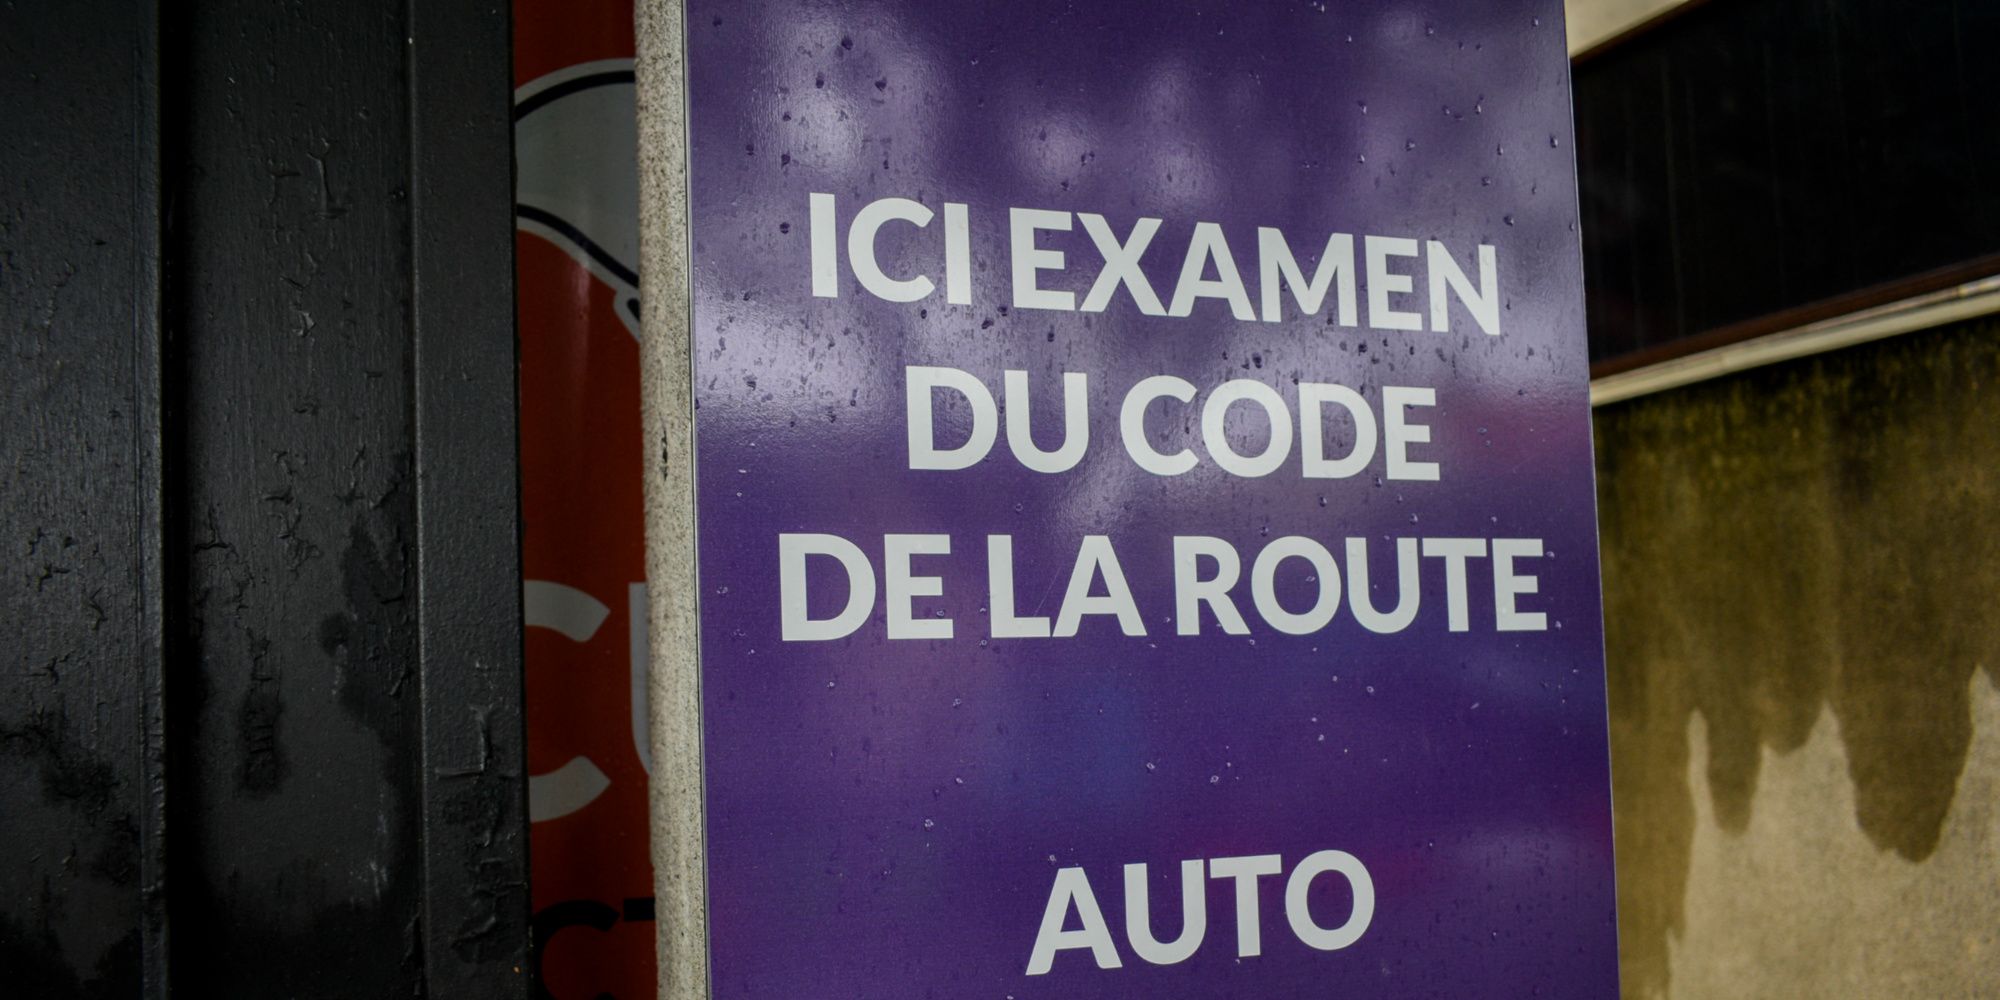 ICI EXAMEN
DU CODE
DE LA ROUTE
AUTO